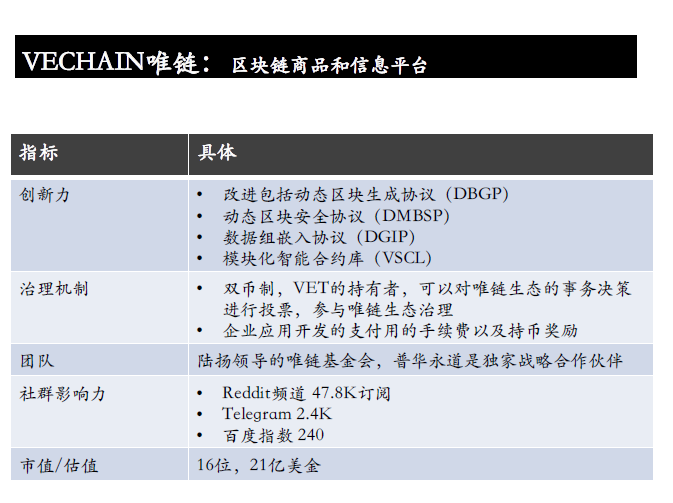 VECHAIN唯链： 区块链商品和信息平台
指标
具体
创新力
• 改进包括动态区块生成协议（DBGP）
• 动态区块安全协议（DMBSP）
• 数据组嵌入协议（DGIP）
• 模块化智能合约库（VSCL）
治理机制
• 双币制，VET的持有者，可以对唯链生态的事务决策
进行投票，参与唯链生态治理
• 企业应用开发的支付用的手续费以及持币奖励
团队
陆扬领导的唯链基金会，普华永道是独家战略合作伙伴
社群影响力
• Reddit频道 47.8K订阅
• Telegram 2.4K
• 百度指数 240
市值/估值
16位，21亿美金